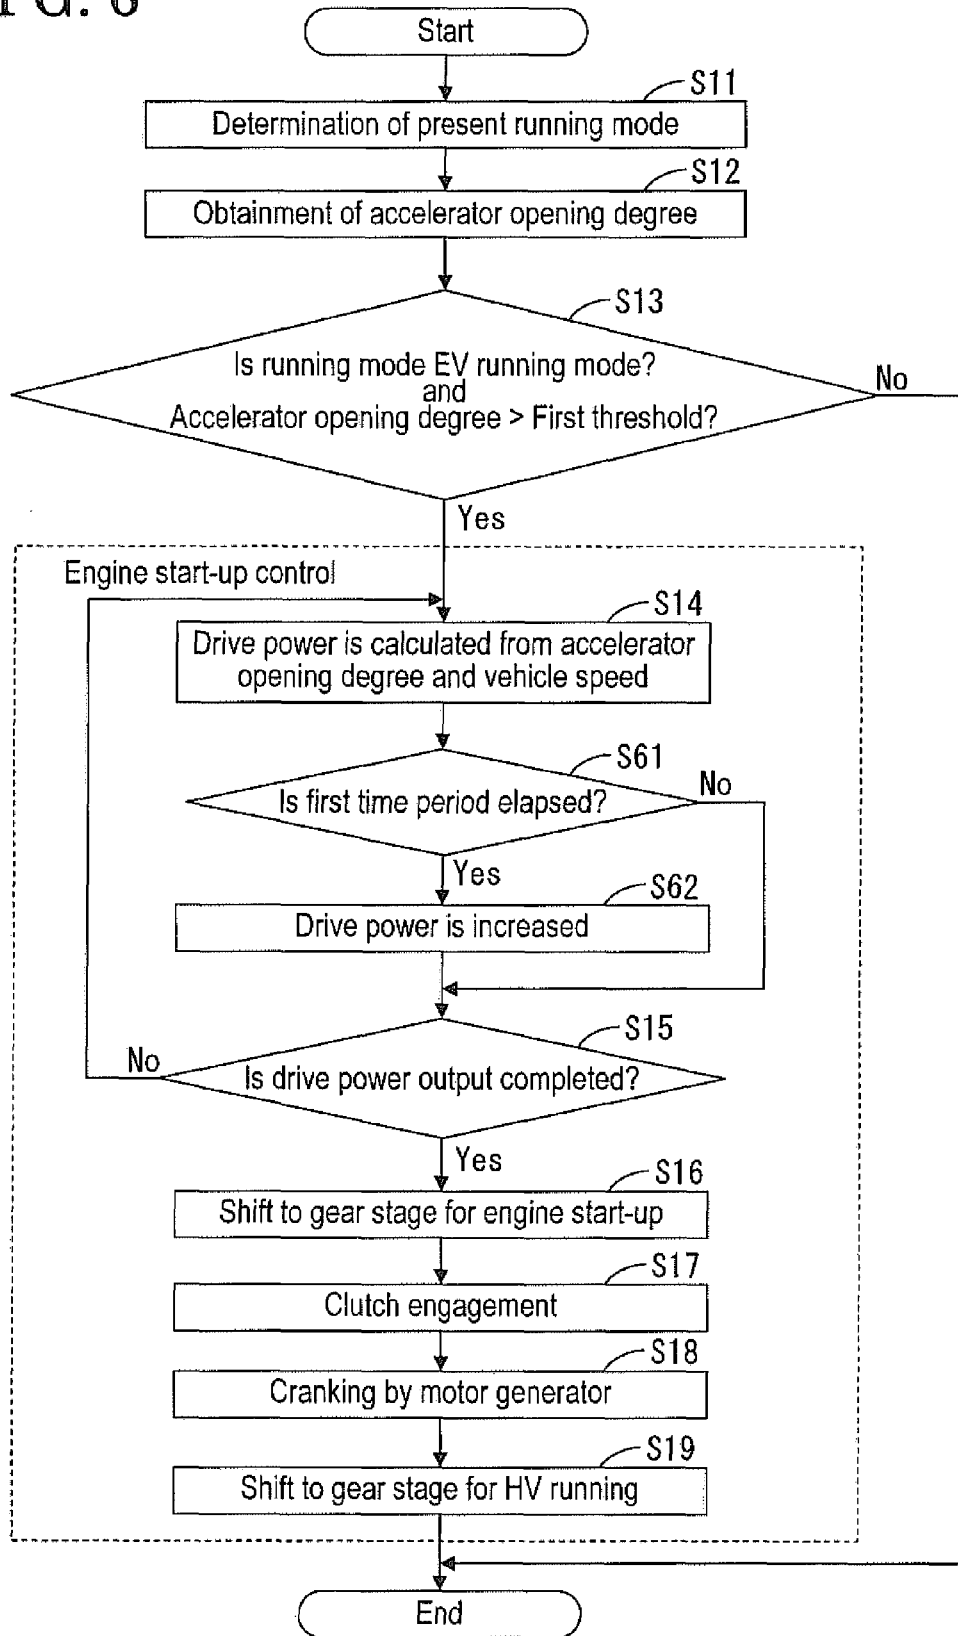 Start
S11
Determination of present running mode
S12
Obtainment of accelerator opening degree
S13
Is running mode EV running mode?
and
Accelerator opening degree > First threshold?
No
Yes
Engine start-up control
S14
Drive power is calculated from accelerator
opening degree and vehicle speed
S61
Is first time period elapsed?
No
Yes
S62
Drive power is increased
S15
Is drive power output completed?
No
Yes
S16
Shift to gear stage for engine start-up
S17
Clutch engagement
S18
Cranking by motor generator
S19
Shift to gear stage for HV running
End